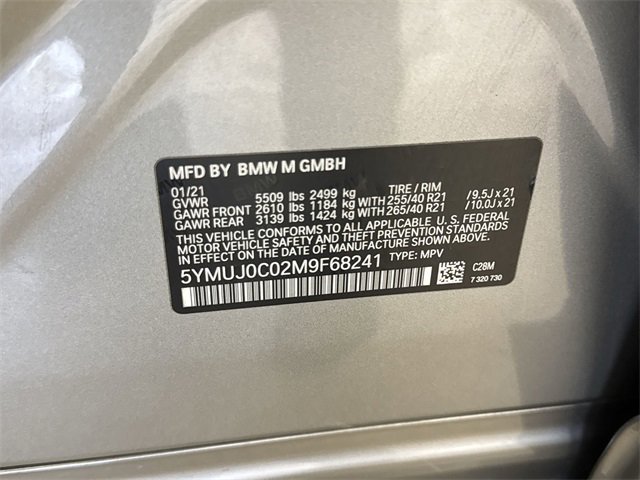 MFD BY BMW M GMBH
01/21
GVWR 5509 lbs 2499 kg TIRE / RIM
GAWR FRONT 2610 lbs 1184 kg WITH 255/40 R21 /9.5J x 21
GAWR REAR 3139 lbs 1424 kg WITH 265/40 R21 /10.0J x 21
THIS VEHICLE CONFORMS TO ALL APPLICABLE U. S. FEDERAL
MOTOR VEHICLE SAFETY AND THEFT PREVENTION STANDARDS
IN EFFECT ON THE DATE OF MANUFACTURE SHOWN ABOVE.
5YMUJ0C02M9F68241 TYPE: MPV
C28M
7 320 730